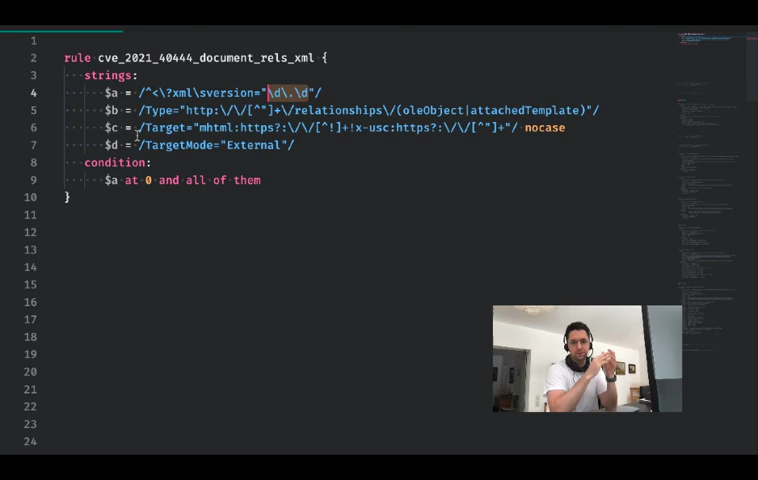 1
2 rule cve_2021_40444_document_rels_xml {
3 strings:
4 $a = /^<\?xml\sversion="\d\.\d"/
5 $b = /Type="http:\/\/[^"]+\/relationships\/(oleObject|attachedTemplate)"/
6 $c = /Target="mhtml:https?:\/\/[^!]+!x-usc:https?:\/\/[^"]+"/ nocase
7 $d = /TargetMode="External"/
8 condition:
9 $a at 0 and all of them
10 }
11
12
13
14
15
16
17
18
19
20
21
22
23
24